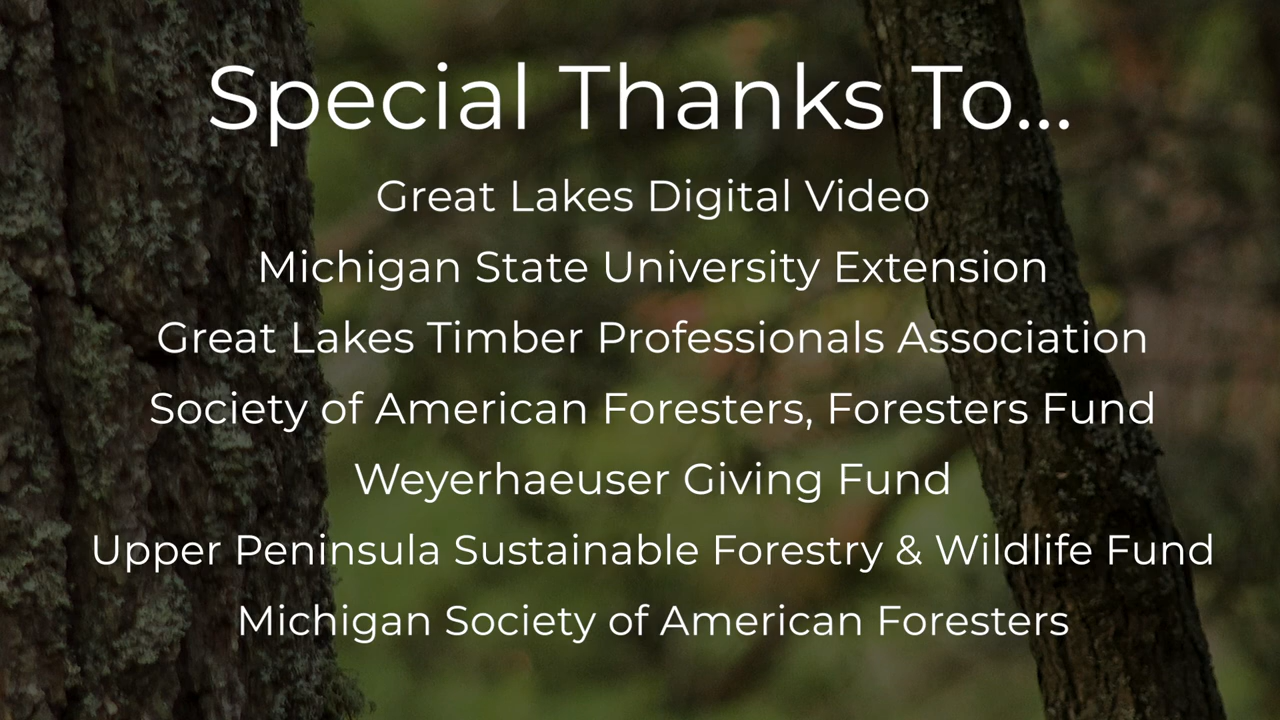 Special Thanks To...
Great Lakes Digital Video
Michigan State University Extension
Great Lakes Timber Professionals Association
Society of American Foresters, Foresters Fund
Weyerhaeuser Giving Fund
Upper Peninsula Sustainable Forestry & Wildlife Fund
Michigan Society of American Foresters